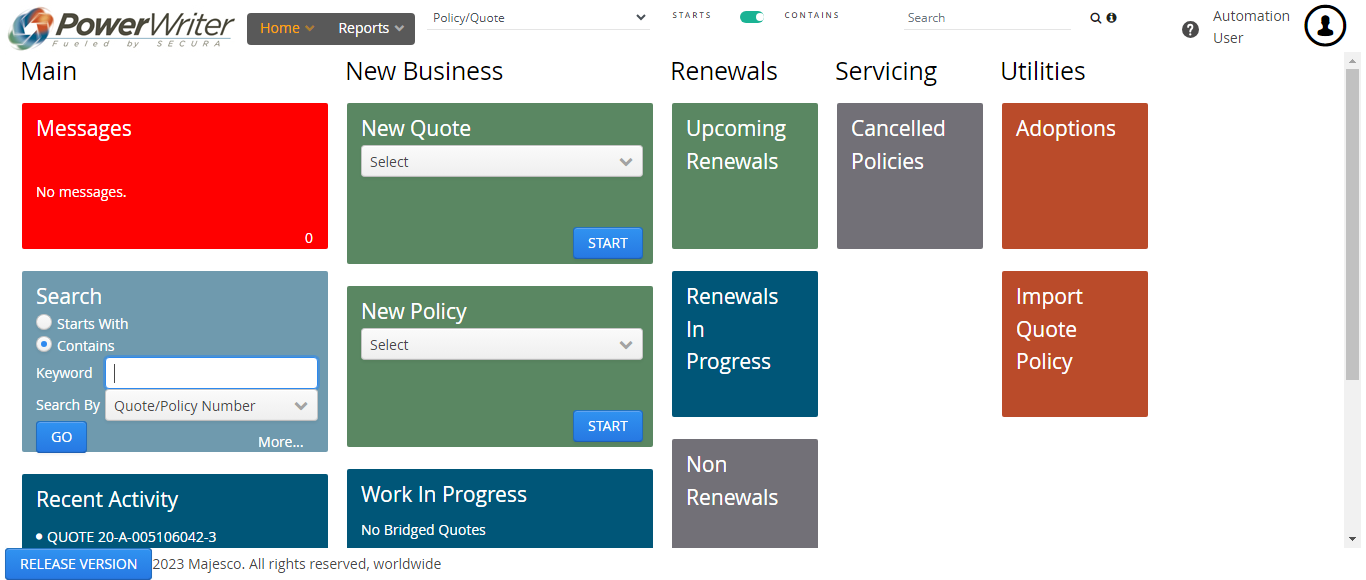 PowerWriter
Fueled by SECURA
Home
Reports
Policy/Quote
STARTS
CONTAINS
Search
Automation
User
Main
New Business
Renewals
Servicing
Utilities
Messages
No messages.
0
New Quote
Select
START
Upcoming
Renewals
Cancelled
Policies
Adoptions
Search
Starts With
Contains
Keyword
Search By Quote/Policy Number
GO
More...
New Policy
Select
START
Renewals
In
Progress
Import
Quote
Policy
Recent Activity
• QUOTE 20-A-005106042-3
Work In Progress
No Bridged Quotes
Non
Renewals
RELEASE VERSION 2023 Majesco. All rights reserved, worldwide